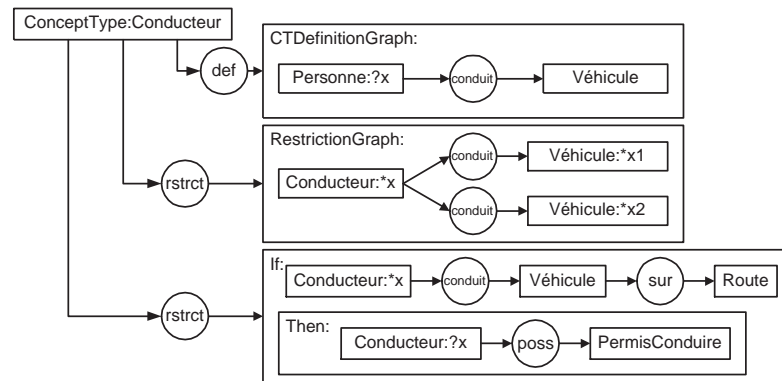 ConceptType:Conducteur
def
CTDefinitionGraph:
Personne:?x
conduit
Véhicule
rstrct
RestrictionGraph:
Conducteur:*x
conduit
Véhicule:*x1
conduit
Véhicule:*x2
rstrct
If:
Conducteur:*x
conduit
Véhicule
sur
Route
Then:
Conducteur:?x
poss
PermisConduire